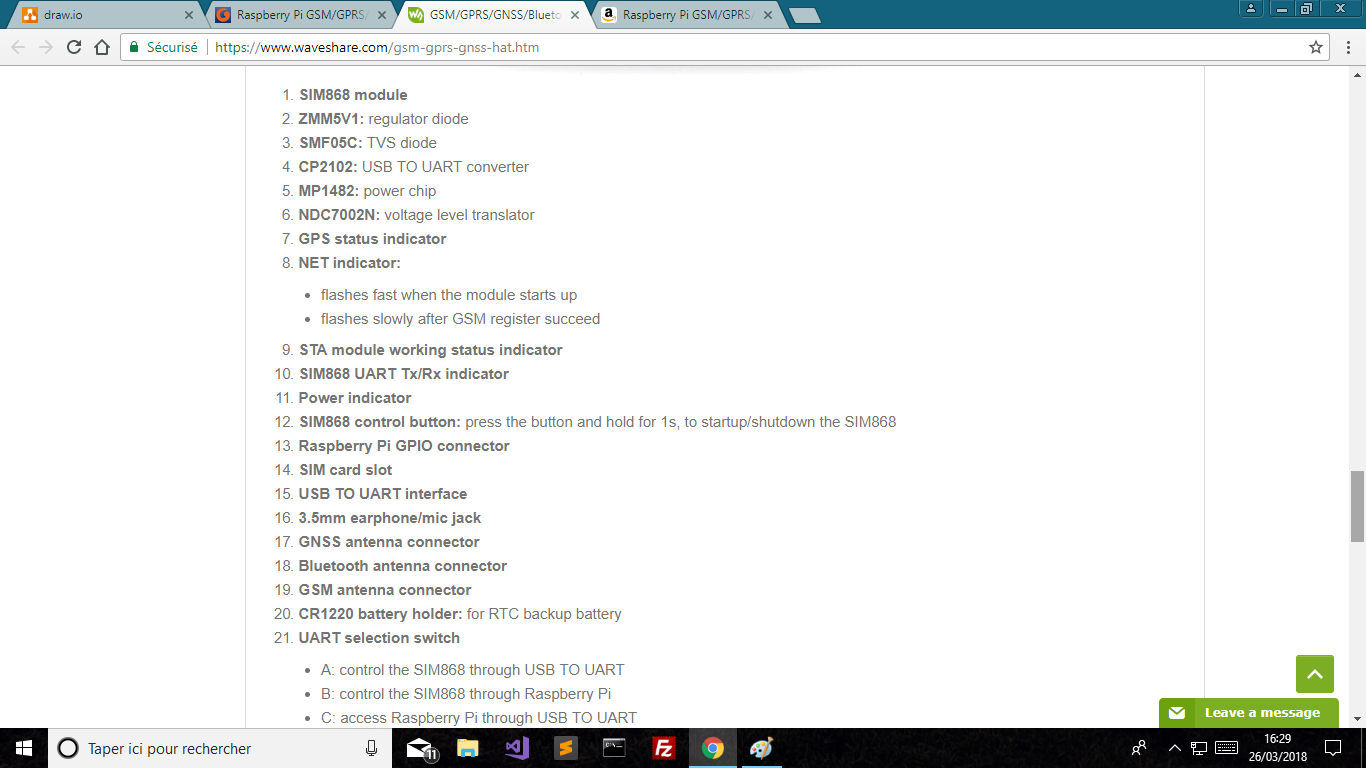 draw.io
Raspberry Pi GSM/GPRS/
GSM/GPRS/GNSS/Blueto
Raspberry Pi GSM/GPRS/
Sécurisé
https://www.waveshare.com/gsm-gprs-gnss-hat.htm
1. SIM868 module
2. ZMM5V1: regulator diode
3. SMF05C: TVS diode
4. CP2102: USB TO UART converter
5. MP1482: power chip
6. NDC7002N: voltage level translator
7. GPS status indicator
8. NET indicator:
• flashes fast when the module starts up
• flashes slowly after GSM register succeed
9. STA module working status indicator
10. SIM868 UART Tx/Rx indicator
11. Power indicator
12. SIM868 control button: press the button and hold for 1s, to startup/shutdown the SIM868
13. Raspberry Pi GPIO connector
14. SIM card slot
15. USB TO UART interface
16. 3.5mm earphone/mic jack
17. GNSS antenna connector
18. Bluetooth antenna connector
19. GSM antenna connector
20. CR1220 battery holder: for RTC backup battery
21. UART selection switch
• A: control the SIM868 through USB TO UART
• B: control the SIM868 through Raspberry Pi
• C: access Raspberry Pi through USB TO UART
Leave a message
Taper ici pour rechercher
11
16:29
26/03/2018